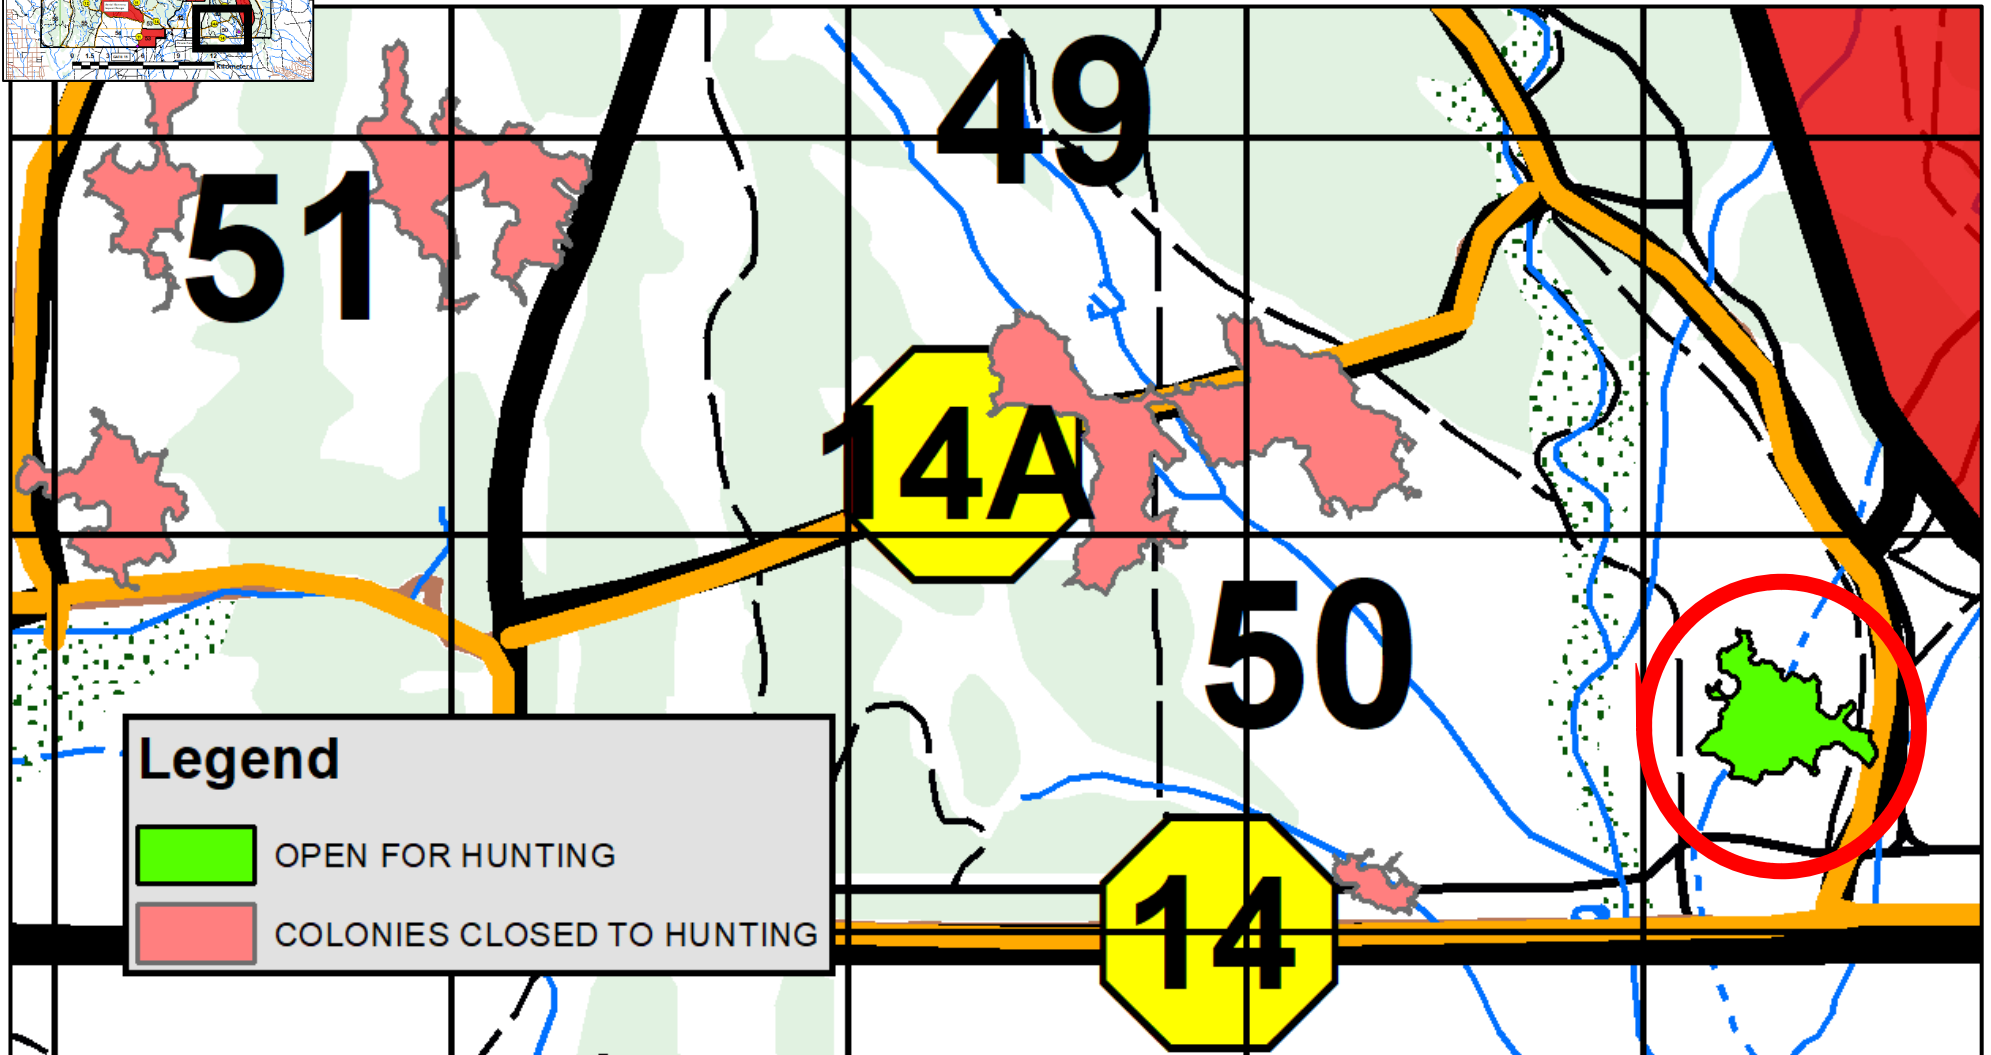 49
51
14A
50
Legend
OPEN FOR HUNTING
COLONIES CLOSED TO HUNTING
14